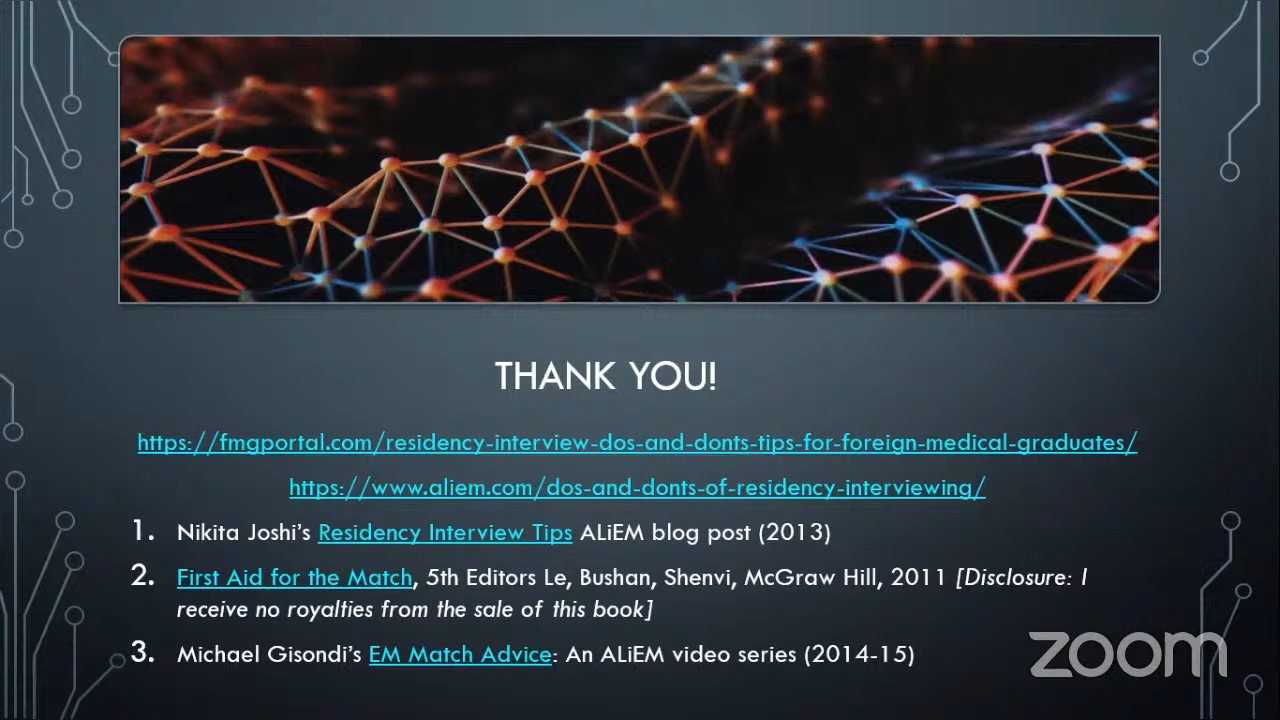 THANK YOU!
https://fmgportal.com/residency-interview-dos-and-donts-tips-for-foreign-medical-graduates/
https://www.aliem.com/dos-and-donts-of-residency-interviewing/
1. Nikita Joshi's Residency Interview Tips ALiEM blog post (2013)
2. First Aid for the Match, 5th Editors Le, Bushan, Shenvi, McGraw Hill, 2011 [Disclosure: I
receive no royalties from the sale of this book]
3. Michael Gisondi's EM Match Advice: An ALiEM video series (2014-15)
zoom